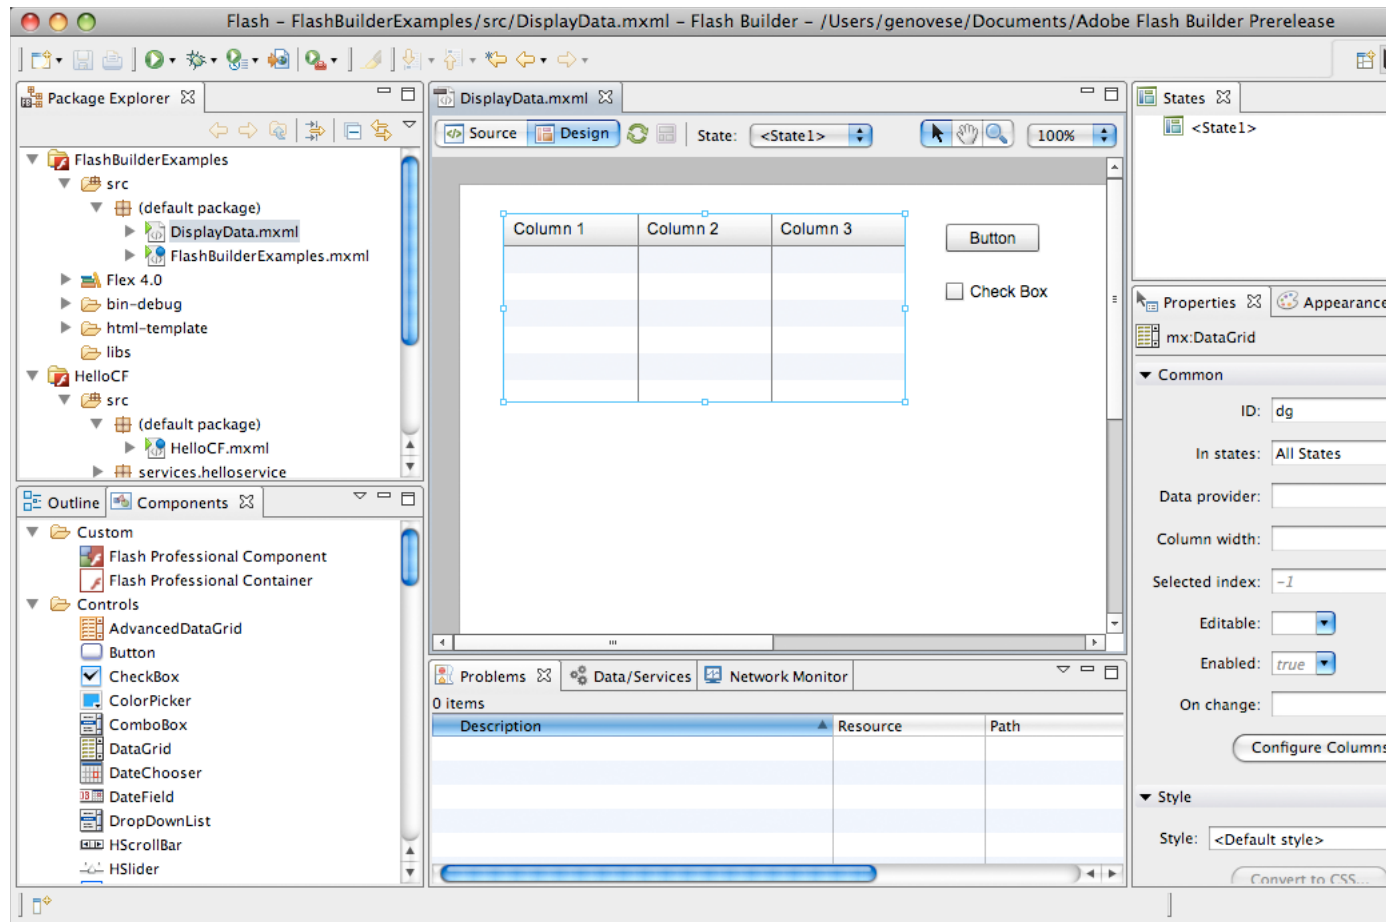 Flash – FlashBuilderExamples/src/DisplayData.mxml – Flash Builder – /Users/genovese/Documents/Adobe Flash Builder Prerelease
Package Explorer
FlashBuilderExamples
src
(default package)
DisplayData.mxml
FlashBuilderExamples.mxml
Flex 4.0
bin-debug
html-template
libs
HelloCF
src
(default package)
HelloCF.mxml
services.helloservice
Outline
Components
Custom
Flash Professional Component
Flash Professional Container
Controls
AdvancedDataGrid
Button
CheckBox
ColorPicker
ComboBox
DataGrid
DateChooser
DateField
DropDownList
HScrollBar
HSlider
DisplayData.mxml
Source Design State: <State1> 100%
Column 1 Column 2 Column 3
Button
Check Box
Problems Data/Services Network Monitor
0 items
Description Resource Path
States
<State1>
Properties Appearance
mx:DataGrid
Common
ID: dg
In states: All States
Data provider:
Column width:
Selected index: -1
Editable:
Enabled: true
On change:
Configure Columns
Style
Style: <Default style>
Convert to CSS...